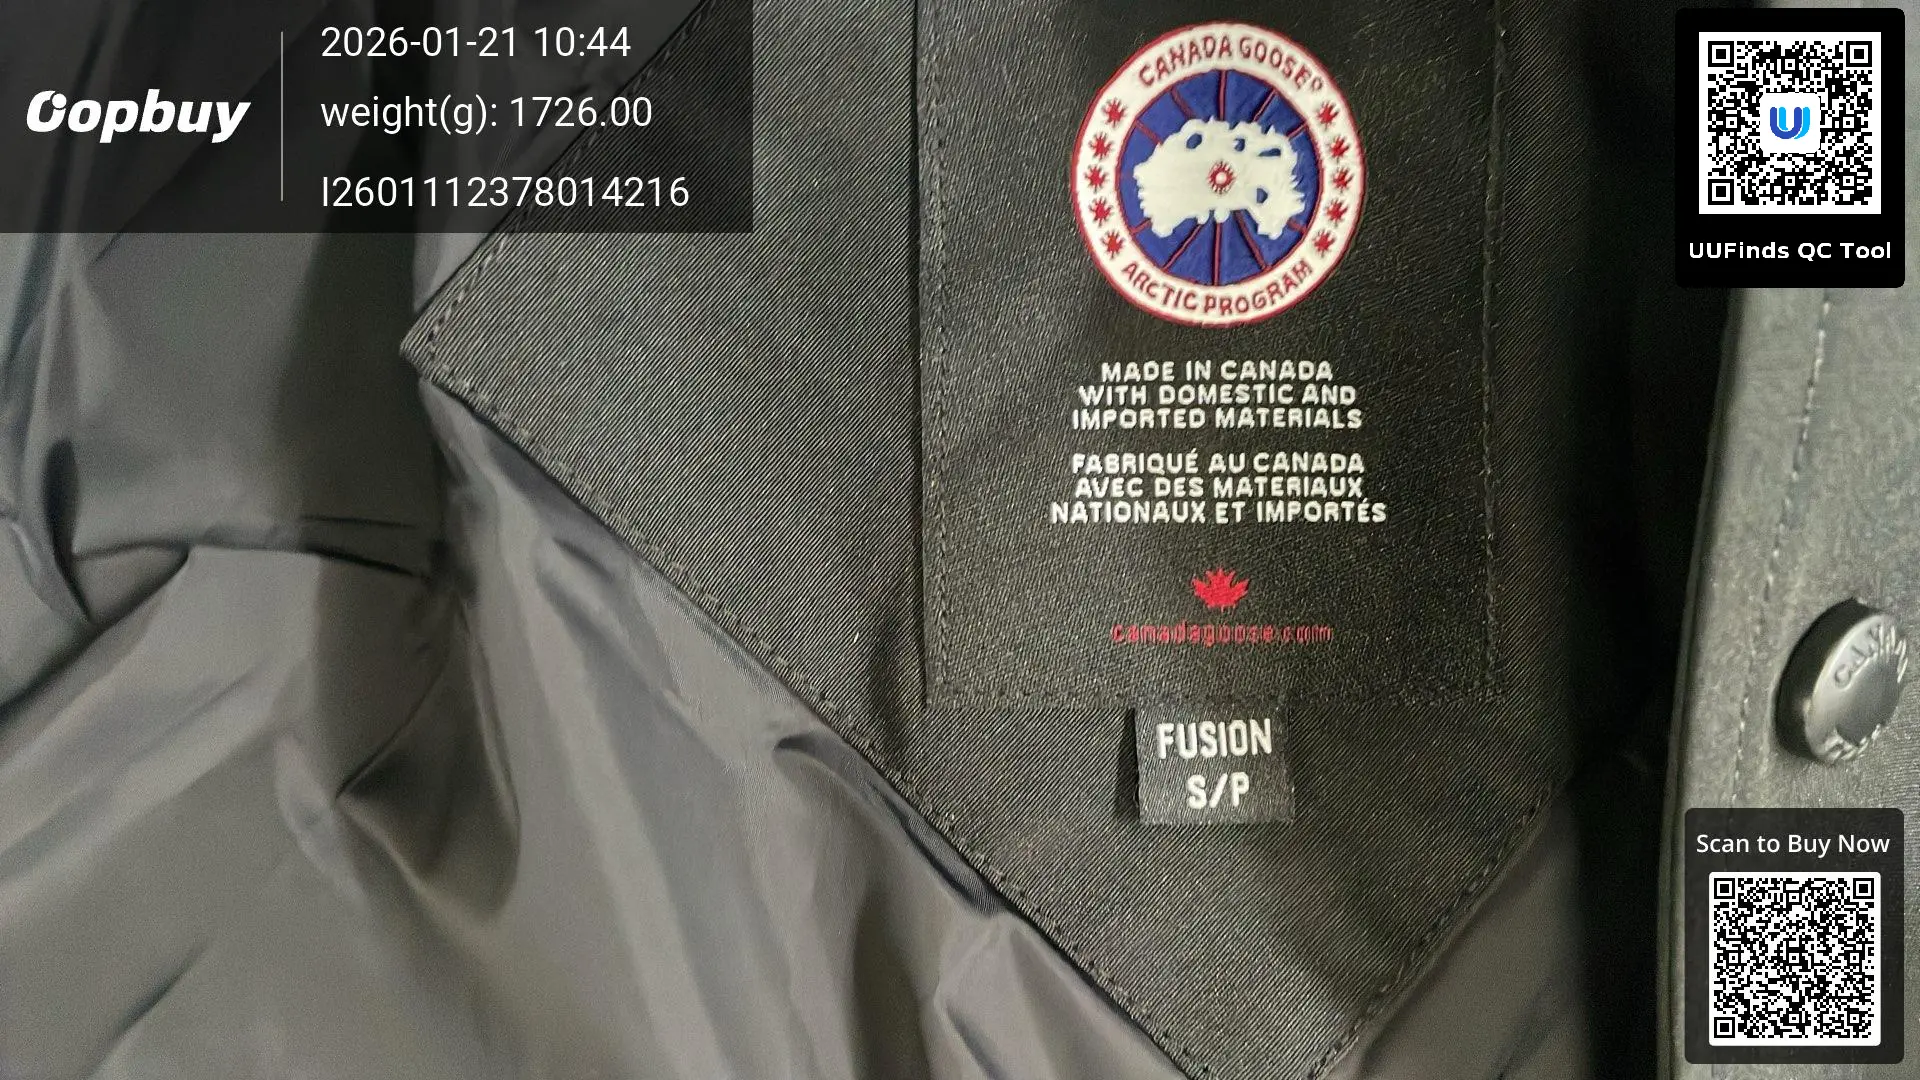 Oopbuy
2026-01-21 10:44
weight(g): 1726.00
I2601112378014216
UUFinds QC Tool
CANADA GOOSE®
ARCTIC PROGRAM
MADE IN CANADA
WITH DOMESTIC AND
IMPORTED MATERIALS
FABRIQUÉ AU CANADA
AVEC DES MATERIAUX
NATIONAUX ET IMPORTÉS
canadagoose.com
FUSION
S/P
Scan to Buy Now